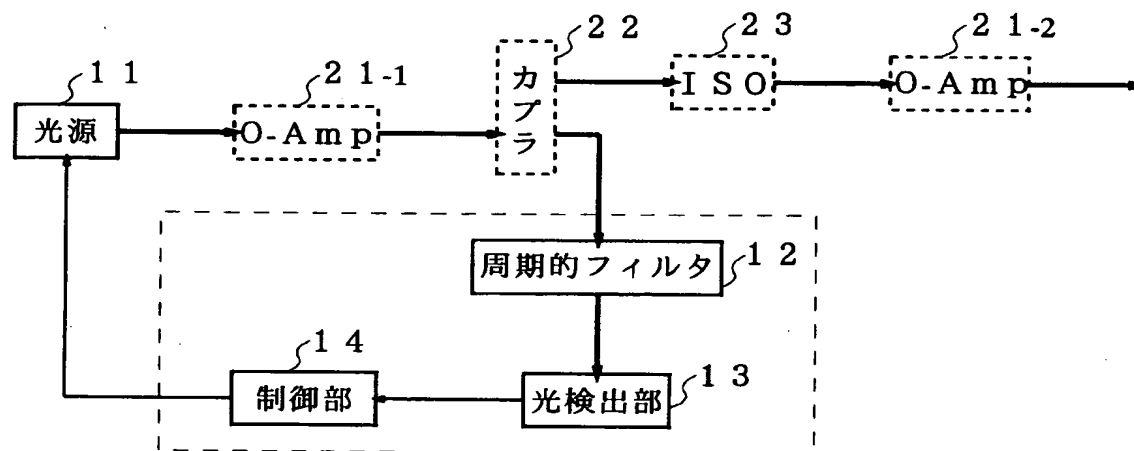 22
23
21-2
11
21-1
カプラ
ISO
O-Amp
光源
O-Amp
周期的フィルタ
12
14
13
制御部
光検出部